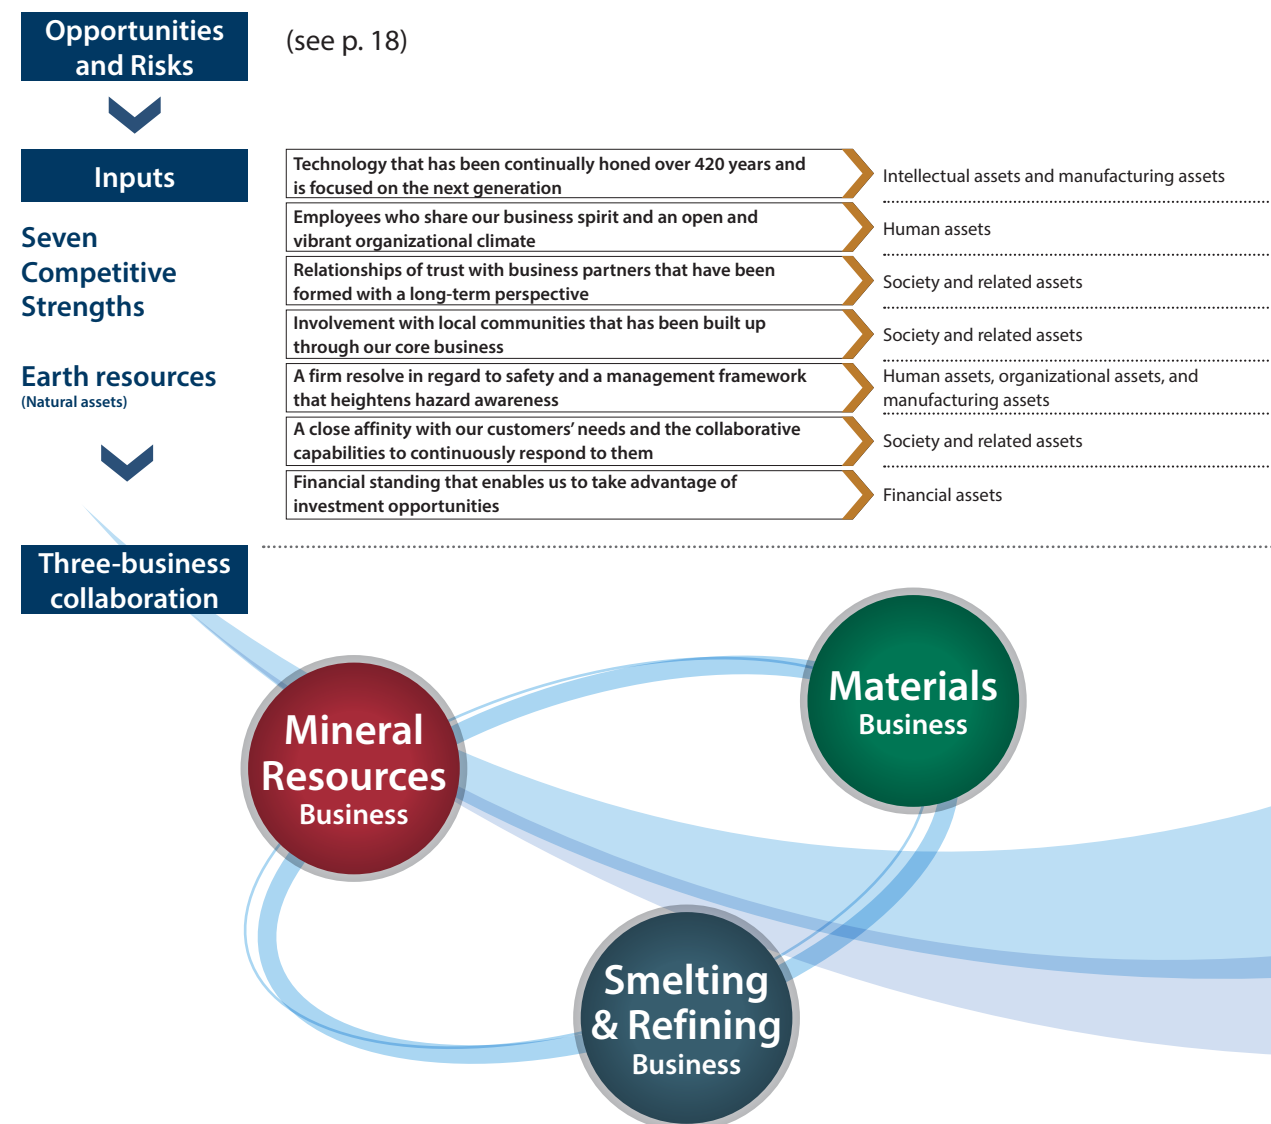 Opportunities
and Risks
(see p. 18)
Inputs
Seven
Competitive
Strengths
Earth resources
(Natural assets)
Technology that has been continually honed over 420 years and
is focused on the next generation
Intellectual assets and manufacturing assets
Employees who share our business spirit and an open and
vibrant organizational climate
Human assets
Relationships of trust with business partners that have been
formed with a long-term perspective
Society and related assets
Involvement with local communities that has been built up
through our core business
Society and related assets
A firm resolve in regard to safety and a management framework
that heightens hazard awareness
Human assets, organizational assets, and
manufacturing assets
A close affinity with our customers’ needs and the collaborative
capabilities to continuously respond to them
Society and related assets
Financial standing that enables us to take advantage of
investment opportunities
Financial assets
Three-business
collaboration
Mineral
Resources
Business
Materials
Business
Smelting
& Refining
Business